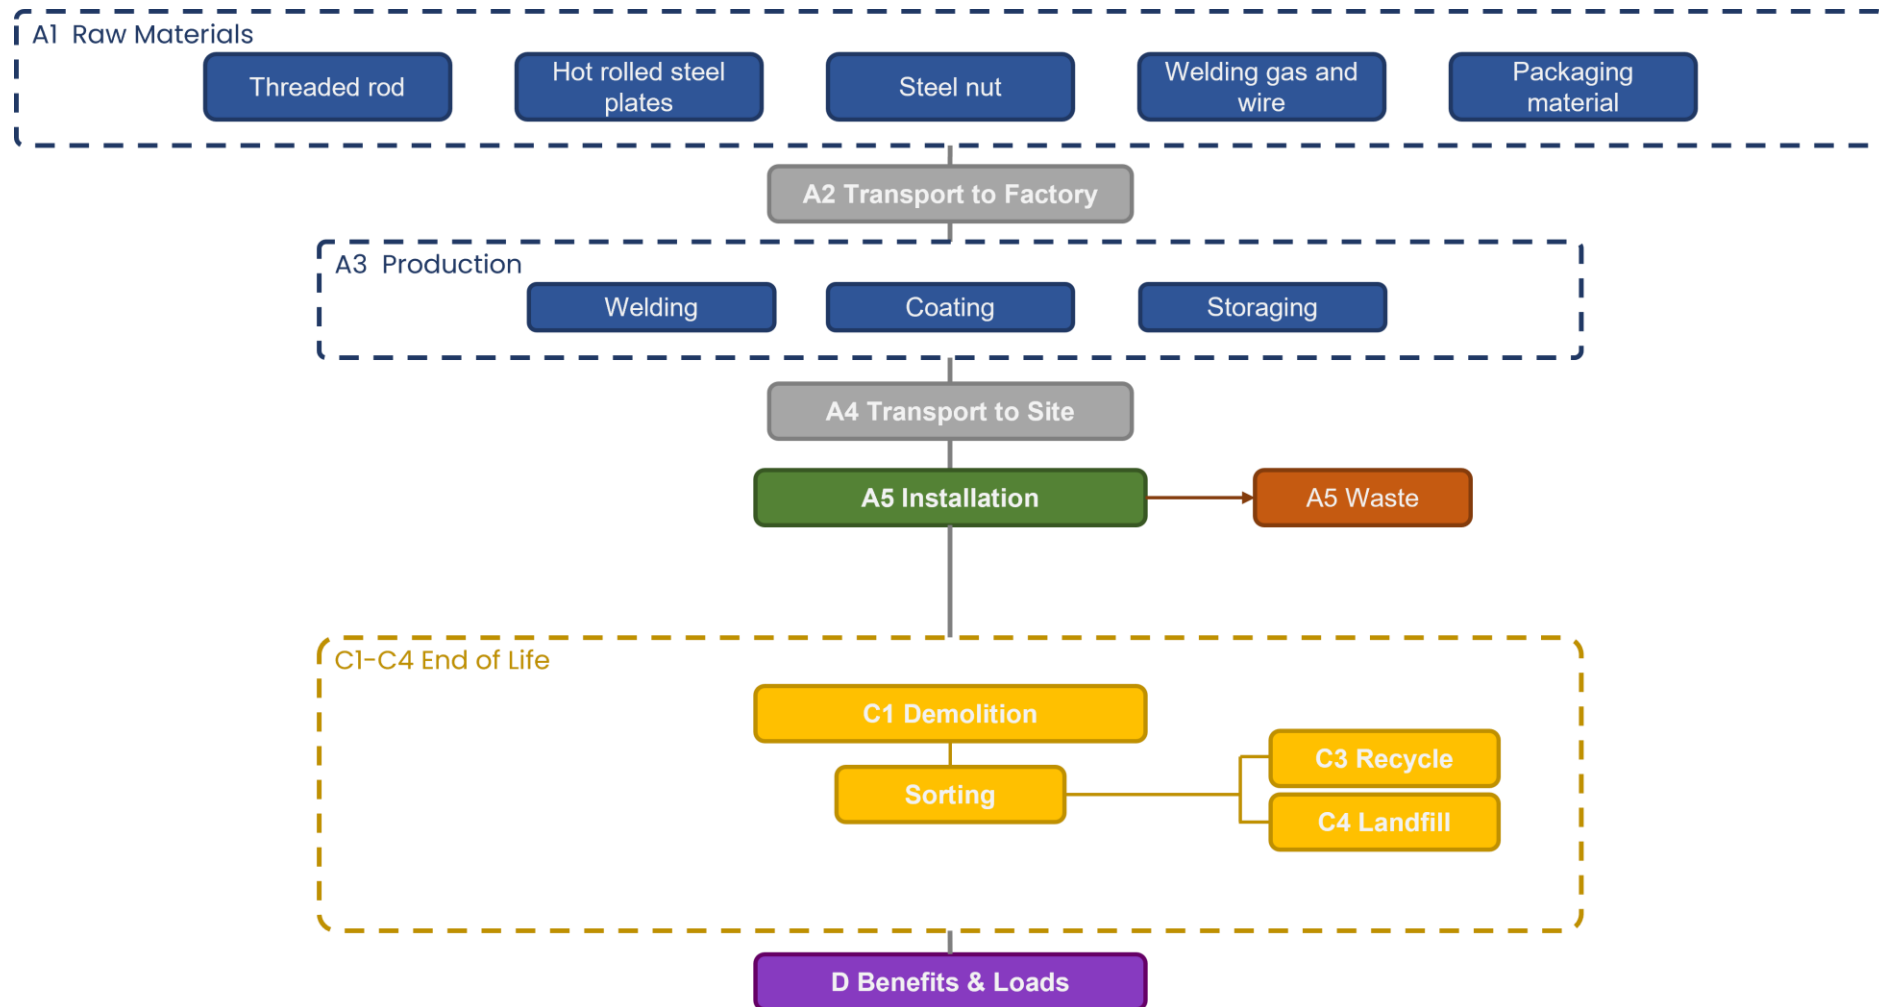 A1 Raw Materials
Threaded rod
Hot rolled steel
plates
Steel nut
Welding gas and
wire
Packaging
material
A2 Transport to Factory
A3 Production
Welding
Coating
Storaging
A4 Transport to Site
A5 Installation
A5 Waste
C1-C4 End of Life
C1 Demolition
Sorting
C3 Recycle
C4 Landfill
D Benefits & Loads